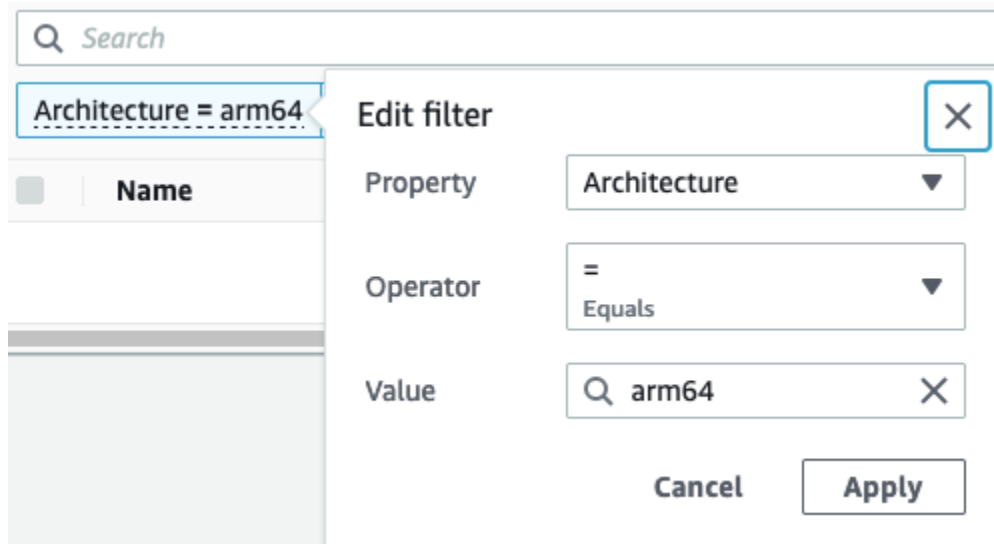 Search
Architecture = arm64
Edit filter
Property
Architecture
Name
Operator
=
Equals
Value
arm64
Cancel
Apply